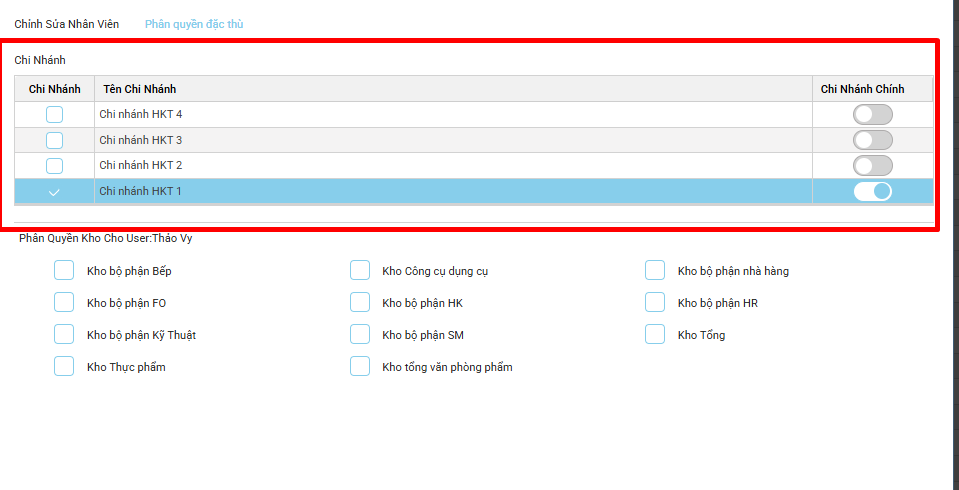 Chỉnh Sửa Nhân Viên Phân quyền đặc thù
Chi Nhánh
Chi Nhánh Tên Chi Nhánh Chi Nhánh Chính
Chi nhánh HKT 4
Chi nhánh HKT 3
Chi nhánh HKT 2
Chi nhánh HKT 1
Phân Quyền Kho Cho User:Thảo Vy
Kho bộ phận Bếp Kho Công cụ dụng cụ Kho bộ phận nhà hàng
Kho bộ phận FO Kho bộ phận HK Kho bộ phận HR
Kho bộ phận Kỹ Thuật Kho bộ phận SM Kho Tổng
Kho Thực phẩm Kho tổng văn phòng phẩm